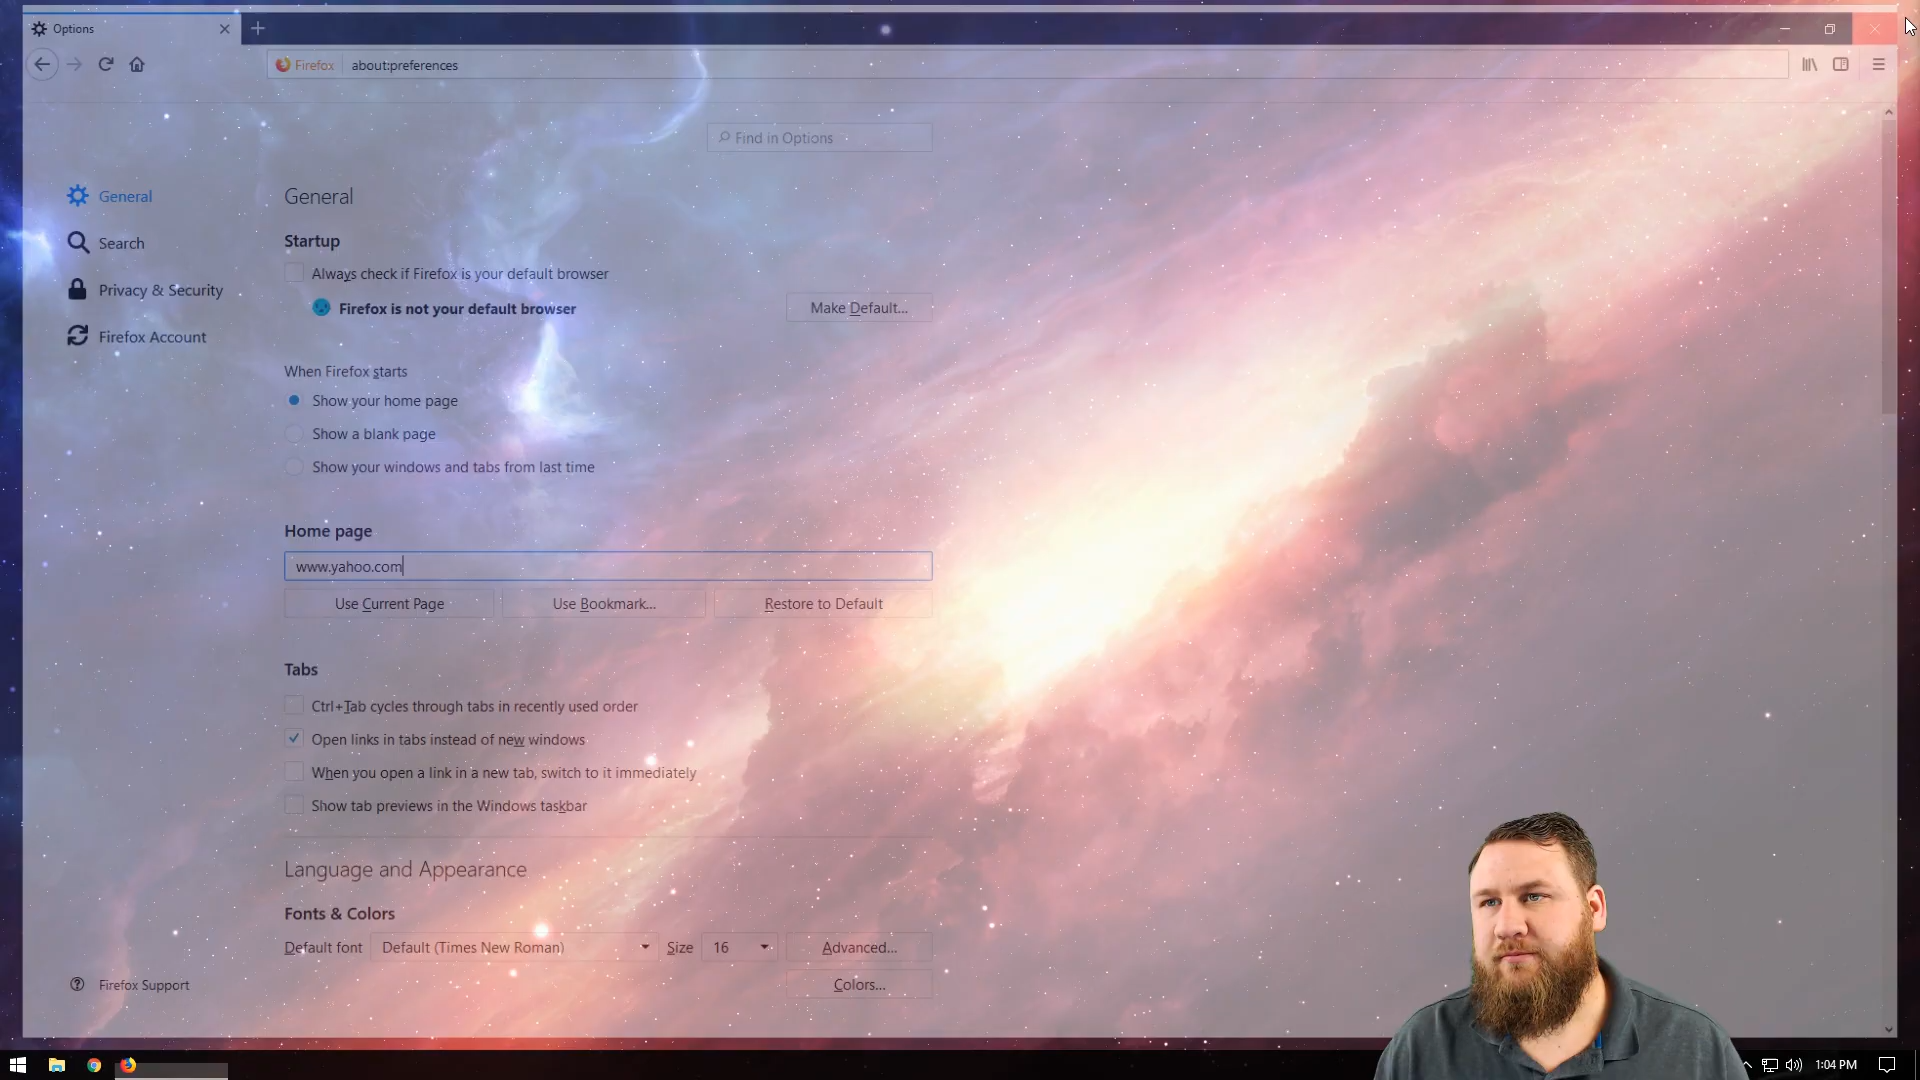 Options
Firefox about:preferences
Find in Options
General
Search
Privacy & Security
Firefox Account
Firefox Support
General
Startup
Always check if Firefox is your default browser
Firefox is not your default browser
Make Default...
When Firefox starts
Show your home page
Show a blank page
Show your windows and tabs from last time
Home page
www.yahoo.com
Use Current Page
Use Bookmark...
Restore to Default
Tabs
Ctrl+Tab cycles through tabs in recently used order
Open links in tabs instead of new windows
When you open a link in a new tab, switch to it immediately
Show tab previews in the Windows taskbar
Language and Appearance
Fonts & Colors
Default font Default (Times New Roman) Size 16 Advanced...
Colors...
1:04 PM